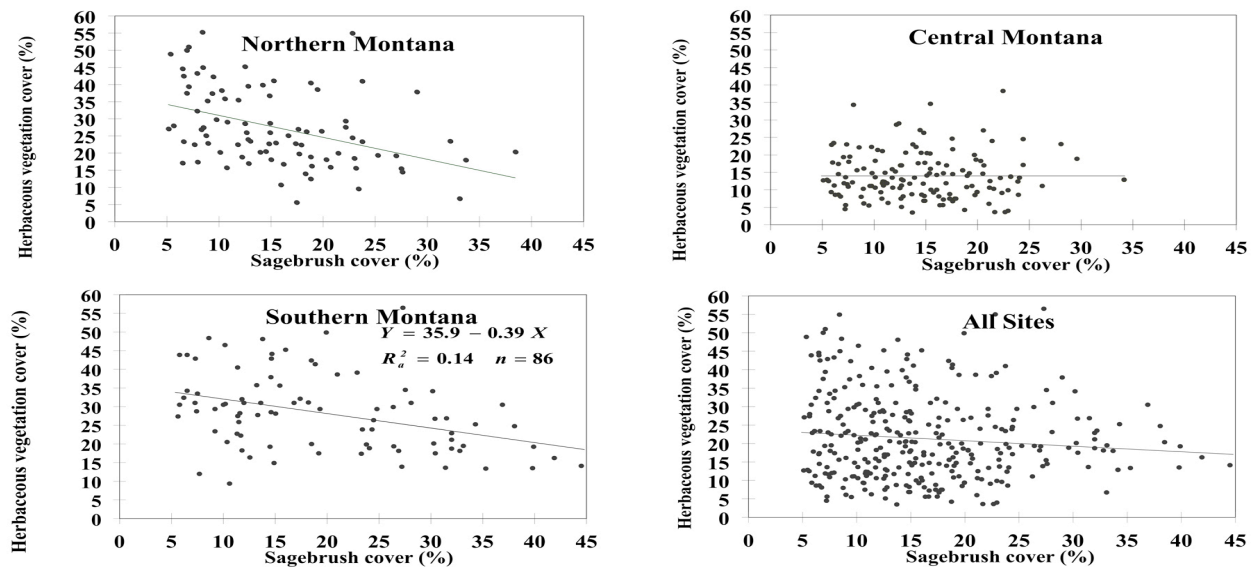 Northern Montana
Herbaceous vegetation cover (%)
60
55
50
45
40
35
30
25
20
15
10
5
0
0 5 10 15 20 25 30 35 40 45
Sagebrush cover (%)
Central Montana
Herbaceous vegetation cover (%)
60
55
50
45
40
35
30
25
20
15
10
5
0
0 5 10 15 20 25 30 35 40 45
Sagebrush cover (%)
Southern Montana
Y = 35.9 − 0.39 X
R²ₐ = 0.14 n = 86
Herbaceous vegetation cover (%)
60
55
50
45
40
35
30
25
20
15
10
5
0
0 5 10 15 20 25 30 35 40 45
Sagebrush cover (%)
All Sites
Herbaceous vegetation cover (%)
60
55
50
45
40
35
30
25
20
15
10
5
0
0 5 10 15 20 25 30 35 40 45
Sagebrush cover (%)